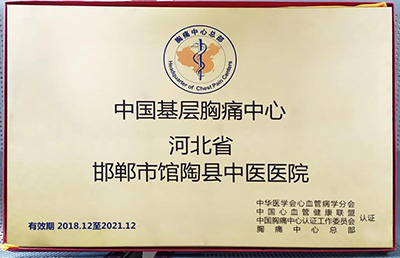 胸痛中心总部
Headquarter of Chest Pain Centers
中国基层胸痛中心
河北省
邯郸市馆陶县中医医院
中华医学会心血管病学分会
中国心血管健康联盟
中国胸痛中心认证工作委员会 认证
胸痛中心总部
有效期 2018.12至2021.12